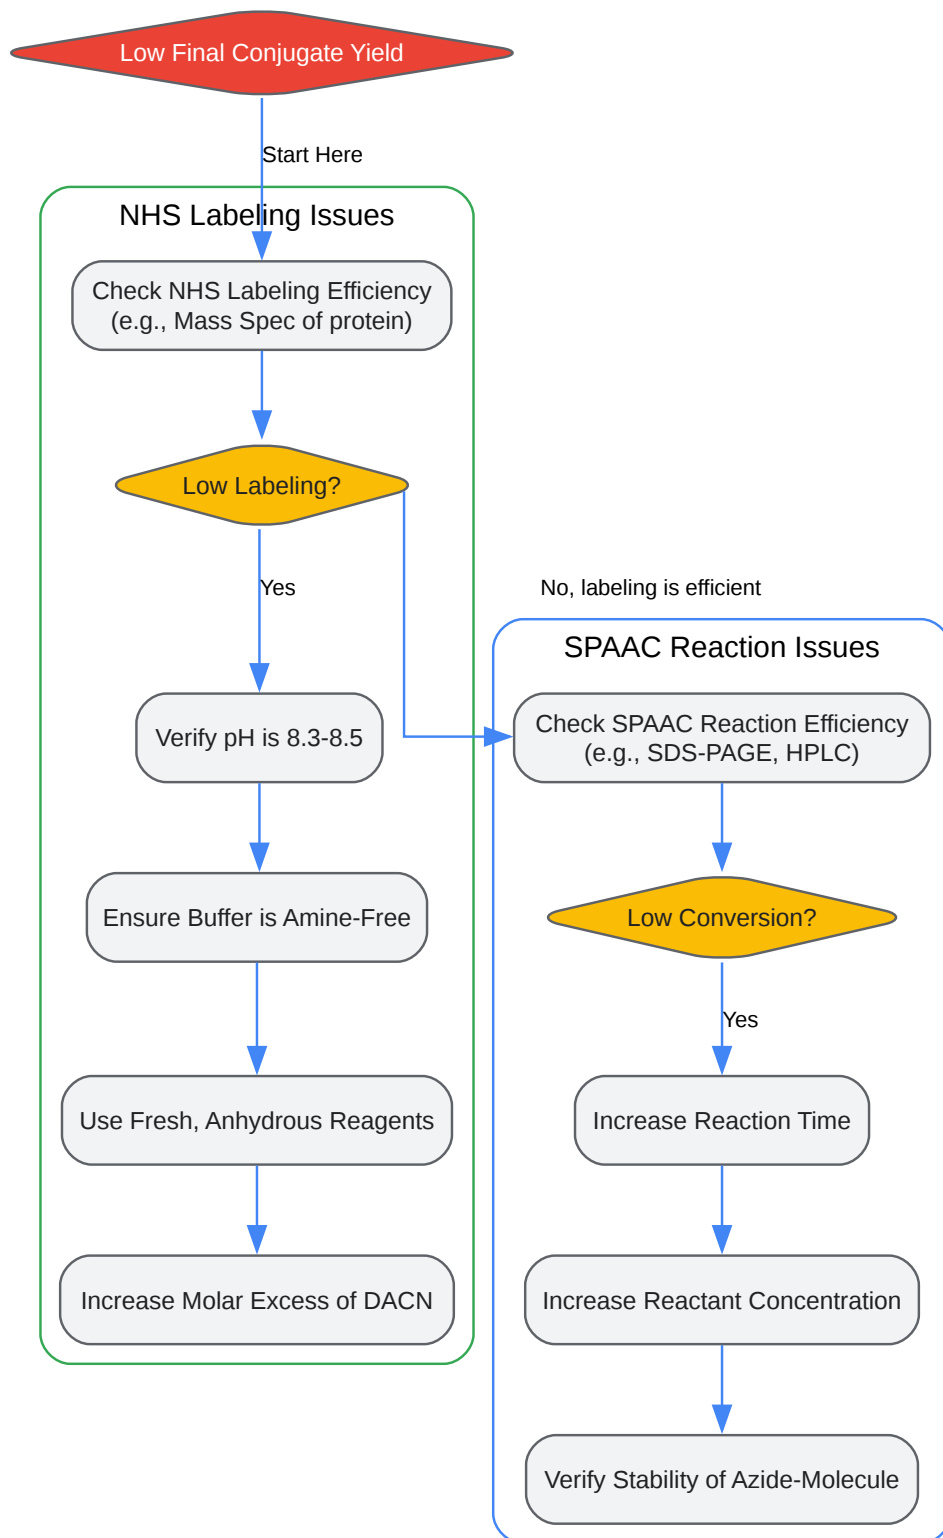 Low Final Conjugate Yield
Start Here
NHS Labeling Issues
Check NHS Labeling Efficiency
(e.g., Mass Spec of protein)
Low Labeling?
Yes
Verify pH is 8.3-8.5
Ensure Buffer is Amine-Free
Use Fresh, Anhydrous Reagents
Increase Molar Excess of DACN
No, labeling is efficient
SPAAC Reaction Issues
Check SPAAC Reaction Efficiency
(e.g., SDS-PAGE, HPLC)
Low Conversion?
Yes
Increase Reaction Time
Increase Reactant Concentration
Verify Stability of Azide-Molecule